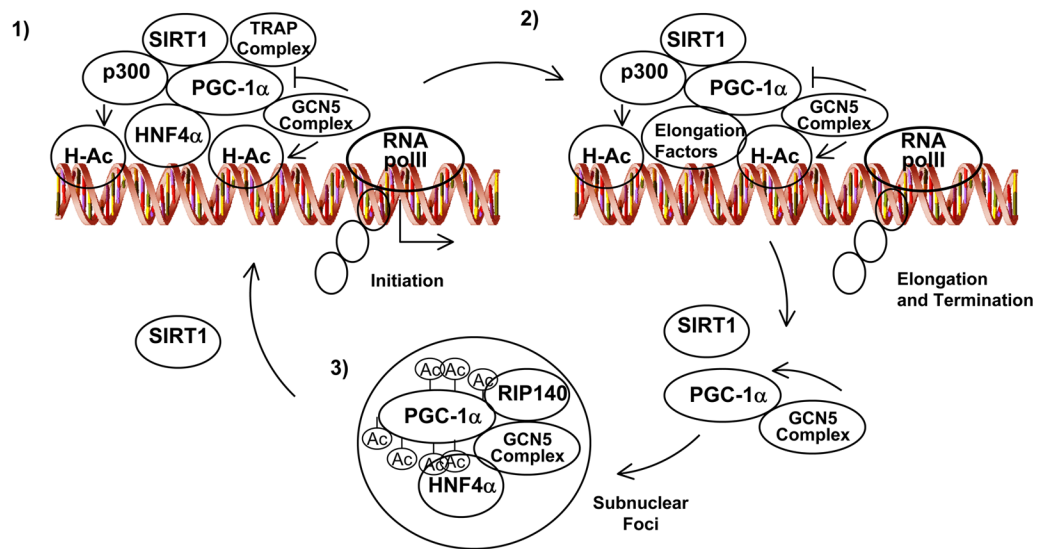 1)
SIRT1
TRAP
Complex
p300
PGC-1α
GCN5
Complex
HNF4α
H-Ac
H-Ac
RNA
polII
Initiation
2)
SIRT1
p300
PGC-1α
GCN5
Complex
Elongation
Factors
H-Ac
H-Ac
RNA
polII
Elongation
and Termination
SIRT1
PGC-1α
GCN5
Complex
Subnuclear
Foci
3)
Ac
Ac
Ac
RIP140
PGC-1α
GCN5
Complex
Ac
Ac
Ac
Ac
HNF4α
SIRT1